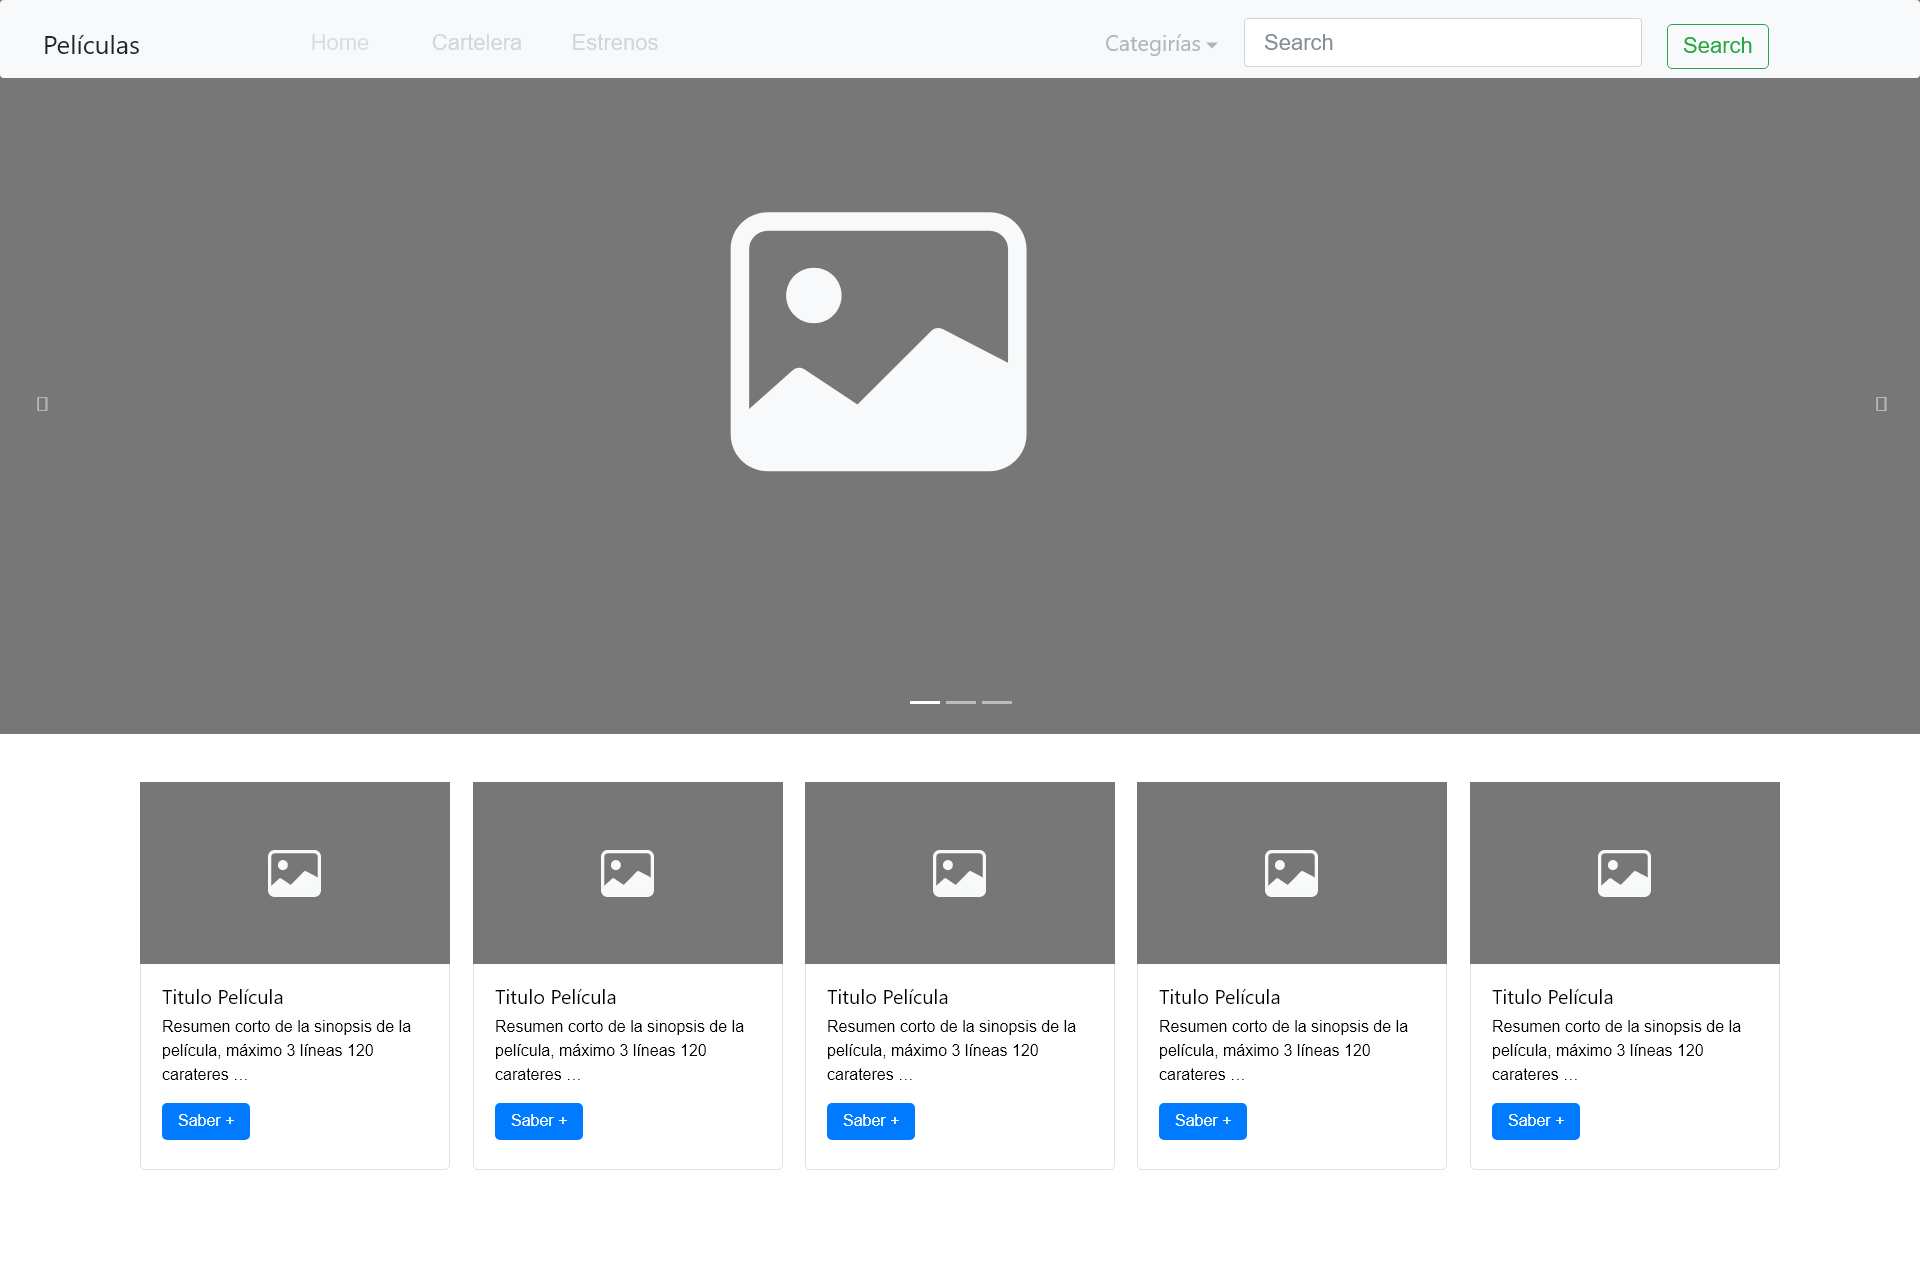 Películas
Home
Cartelera
Estrenos
Categirías
Search
Search
Titulo Película
Resumen corto de la sinopsis de la
película, máximo 3 líneas 120
carateres ...
Saber +
Titulo Película
Resumen corto de la sinopsis de la
película, máximo 3 líneas 120
carateres ...
Saber +
Titulo Película
Resumen corto de la sinopsis de la
película, máximo 3 líneas 120
carateres ...
Saber +
Titulo Película
Resumen corto de la sinopsis de la
película, máximo 3 líneas 120
carateres ...
Saber +
Titulo Película
Resumen corto de la sinopsis de la
película, máximo 3 líneas 120
carateres ...
Saber +